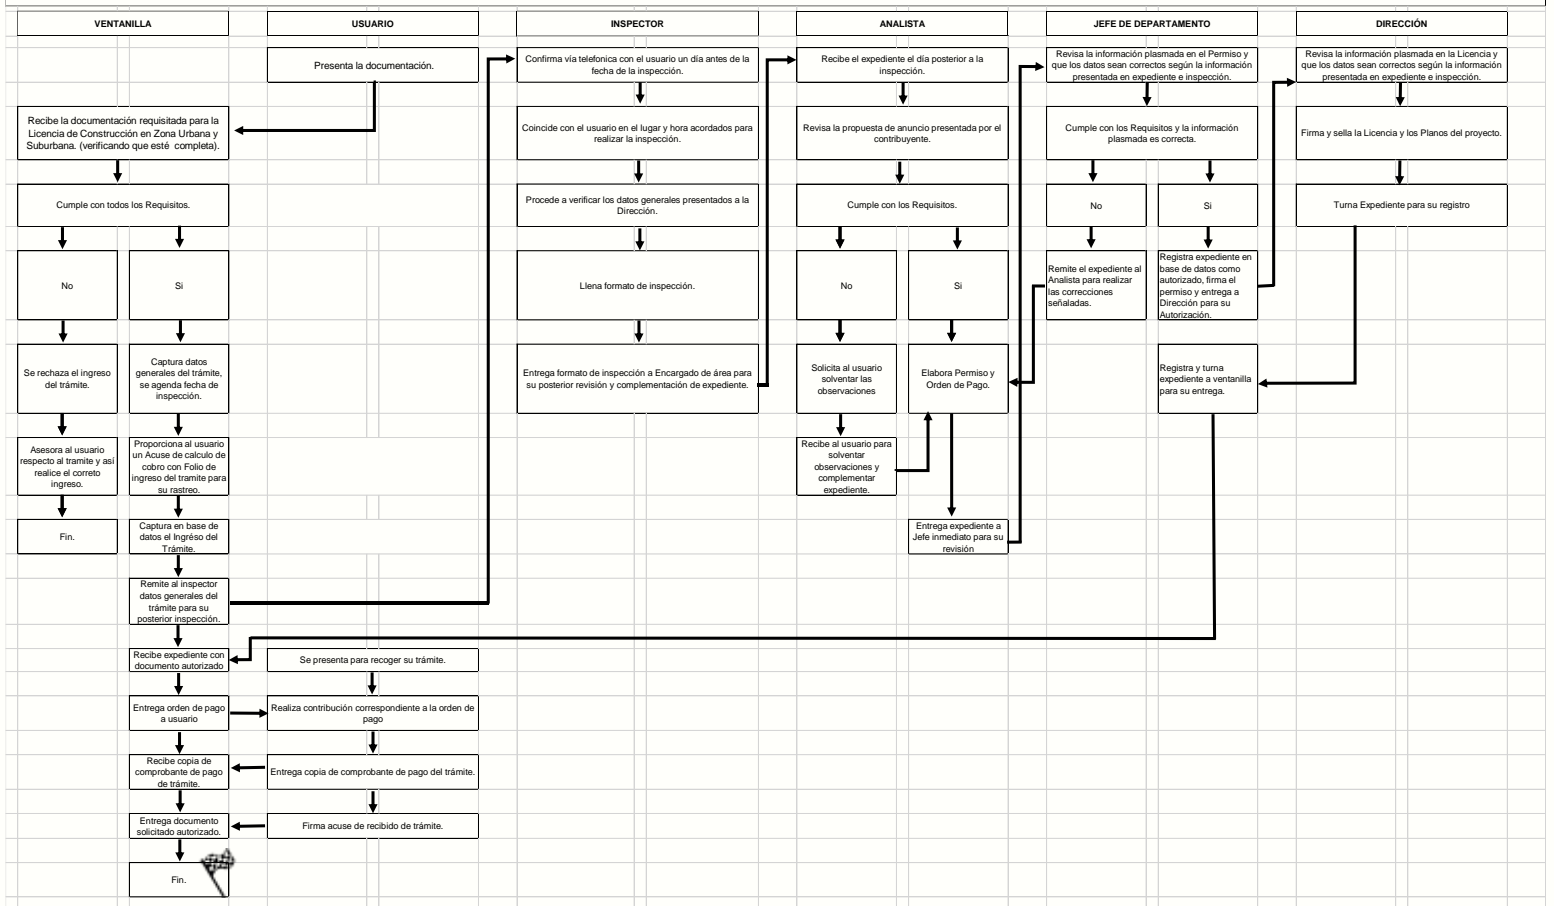 VENTANILLA
USUARIO
INSPECTOR
ANALISTA
JEFE DE DEPARTAMENTO
DIRECCIÓN
Presenta la documentación.
Recibe la documentación requisitada para la
Licencia de Construcción en Zona Urbana y
Suburbana. (verificando que esté completa).
Cumple con todos los Requisitos.
No
Si
Se rechaza el ingreso
del trámite.
Captura datos
generales del trámite,
se agenda fecha de
inspección.
Asesora al usuario
respecto al tramite y así
realice el correto
ingreso.
Proporciona al usuario
un Acuse de calculo de
cobro con Folio de
ingreso del tramite para
su rastreo.
Fin.
Captura en base de
datos el Ingréso del
Trámite.
Remite al inspector
datos generales del
trámite para su
posterior inspección.
Recibe expediente con
documento autorizado
Se presenta para recoger su trámite.
Entrega orden de pago
a usuario
Realiza contribución correspondiente a la orden de
pago
Recibe copia de
comprobante de pago
de trámite.
Entrega copia de comprobante de pago del trámite.
Entrega documento
solicitado autorizado.
Firma acuse de recibido de trámite.
Fin.
Confirma vía telefonica con el usuario un día antes de la
fecha de la inspección.
Coincide con el usuario en el lugar y hora acordados para
realizar la inspección.
Procede a verificar los datos generales presentados a la
Dirección.
Llena formato de inspección.
Entrega formato de inspección a Encargado de área para
su posterior revisión y complementación de expediente.
Recibe el expediente el día posterior a la
inspección.
Revisa la propuesta de anuncio presentada por el
contribuyente.
Cumple con los Requisitos.
No
Si
Solicita al usuario
solventar las
observaciones
Elabora Permiso y
Orden de Pago.
Recibe al usuario para
solventar
observaciones y
complementar
expediente.
Entrega expediente a
Jefe inmediato para su
revisión
Revisa la información plasmada en el Permiso y
que los datos sean correctos según la información
presentada en expediente e inspección.
Cumple con los Requisitos y la información
plasmada es correcta.
No
Si
Remite el expediente al
Analista para realizar
las correcciones
señaladas.
Registra expediente en
base de datos como
autorizado, firma el
permiso y entrega a
Dirección para su
Autorización.
Registra y turna
expediente a ventanilla
para su entrega.
Revisa la información plasmada en la Licencia y
que los datos sean correctos según la información
presentada en expediente e inspección.
Firma y sella la Licencia y los Planos del proyecto.
Turna Expediente para su registro